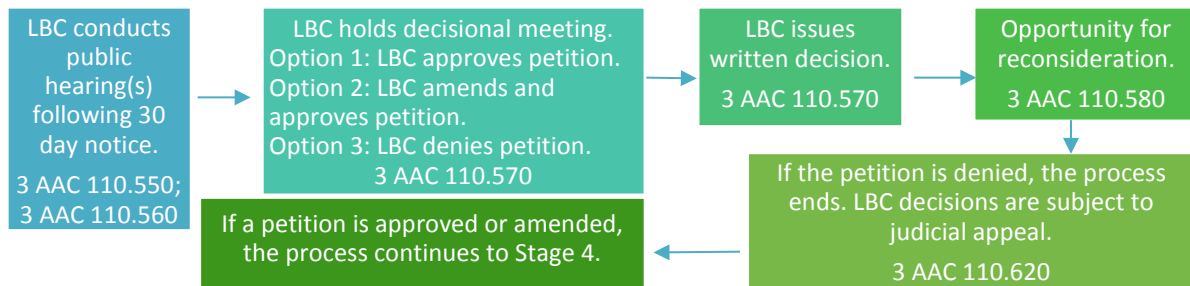 LBC conducts
public
hearing(s)
following 30
day notice.
3 AAC 110.550;
3 AAC 110.560
LBC holds decisional meeting.
Option 1: LBC approves petition.
Option 2: LBC amends and
approves petition.
Option 3: LBC denies petition.
3 AAC 110.570
LBC issues
written decision.
3 AAC 110.570
Opportunity for
reconsideration.
3 AAC 110.580
If the petition is denied, the process
ends. LBC decisions are subject to
judicial appeal.
3 AAC 110.620
If a petition is approved or amended,
the process continues to Stage 4.